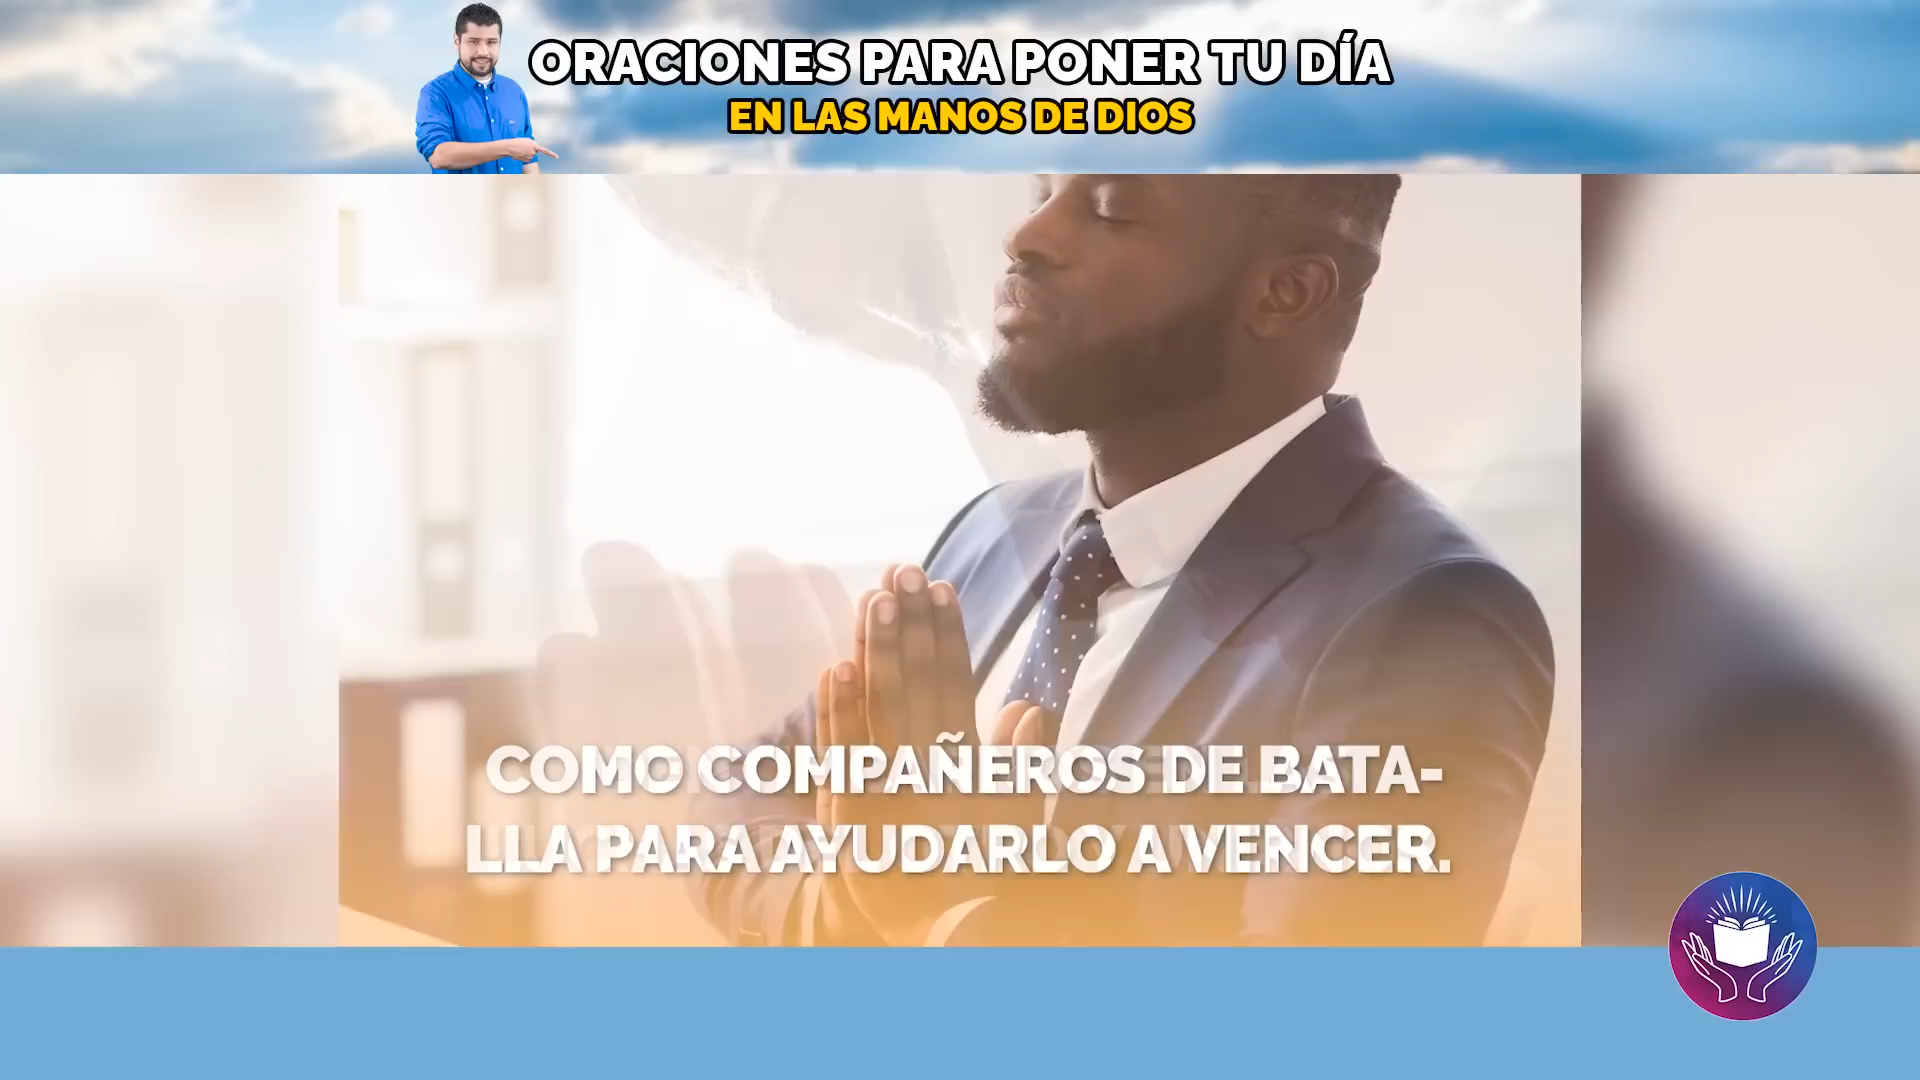 ORACIONES PARA PONER TU DÍA
EN LAS MANOS DE DIOS
COMO COMPAÑEROS DE BATA-
LLA PARA AYUDARLO A VENCER.